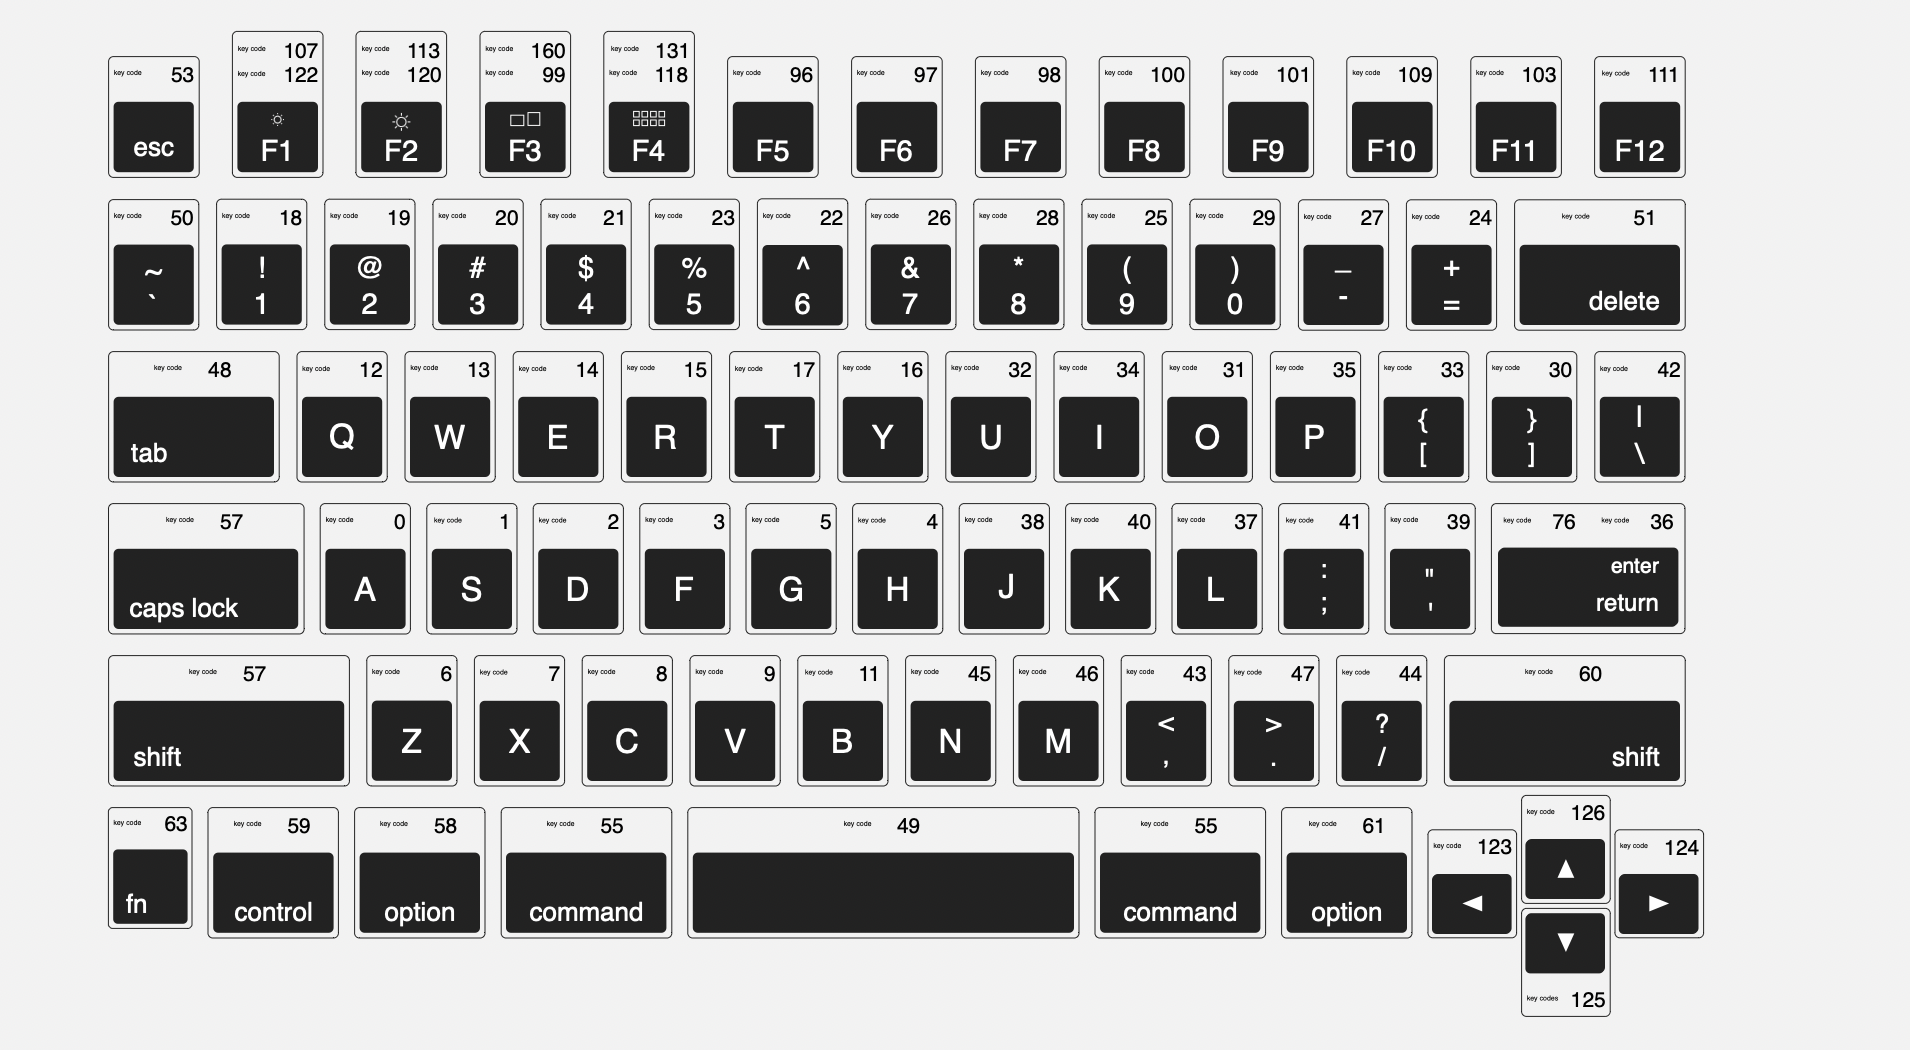 key code 107 key code 113 key code 160 key code 131
key code 53 key code 122 key code 120 key code 99 key code 118 key code 96 key code 97 key code 98 key code 100 key code 101 key code 109 key code 103 key code 111
esc F1 F2 F3 F4 F5 F6 F7 F8 F9 F10 F11 F12
key code 50 key code 18 key code 19 key code 20 key code 21 key code 23 key code 22 key code 26 key code 28 key code 25 key code 29 key code 27 key code 24 key code 51
~ ! @ # $ % ^ & * ( ) _ +
` 1 2 3 4 5 6 7 8 9 0 - = delete
key code 48 key code 12 key code 13 key code 14 key code 15 key code 17 key code 16 key code 32 key code 34 key code 31 key code 35 key code 33 key code 30 key code 42
{ } |
tab Q W E R T Y U I O P [ ] \
key code 57 key code 0 key code 1 key code 2 key code 3 key code 5 key code 4 key code 38 key code 40 key code 37 key code 41 key code 39 key code 76 key code 36
: " enter
caps lock A S D F G H J K L ; ' return
key code 57 key code 6 key code 7 key code 8 key code 9 key code 11 key code 45 key code 46 key code 43 key code 47 key code 44 key code 60
< > ?
shift Z X C V B N M , . / shift
key code 63 key code 59 key code 58 key code 55 key code 49 key code 55 key code 61 key code 123 key code 126 key code 124
fn control option command command option ◀ ▲ ▶
▼
key codes 125